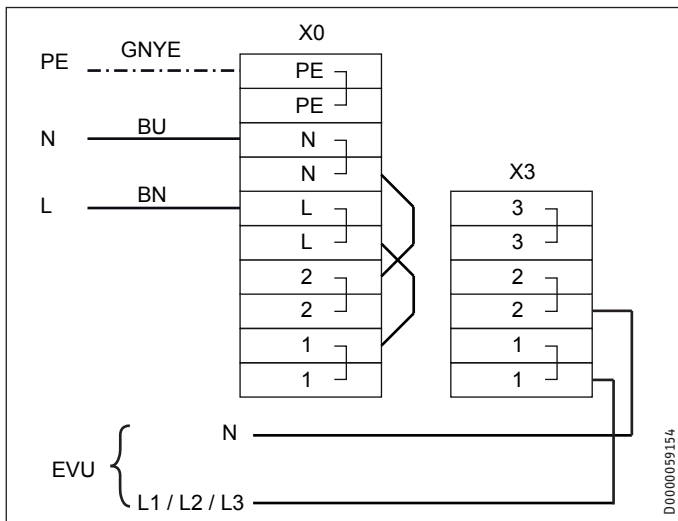 X0
PE GNYE PE
PE
N BU N
N X3
L BN L 3
L 3
2 2
2 2
1 1
1 1
N
EVU
L1 / L2 / L3
D0000059154